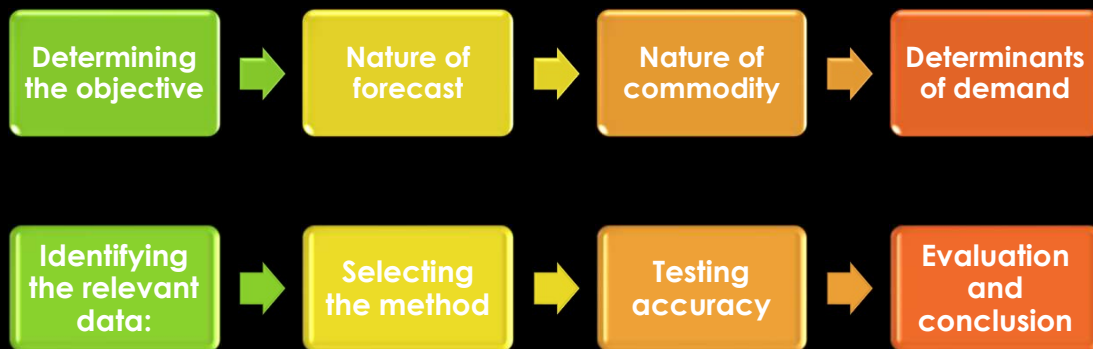 Determining
the objective
Nature of
forecast
Nature of
commodity
Determinants
of demand
Identifying
the relevant
data:
Selecting
the method
Testing
accuracy
Evaluation
and
conclusion